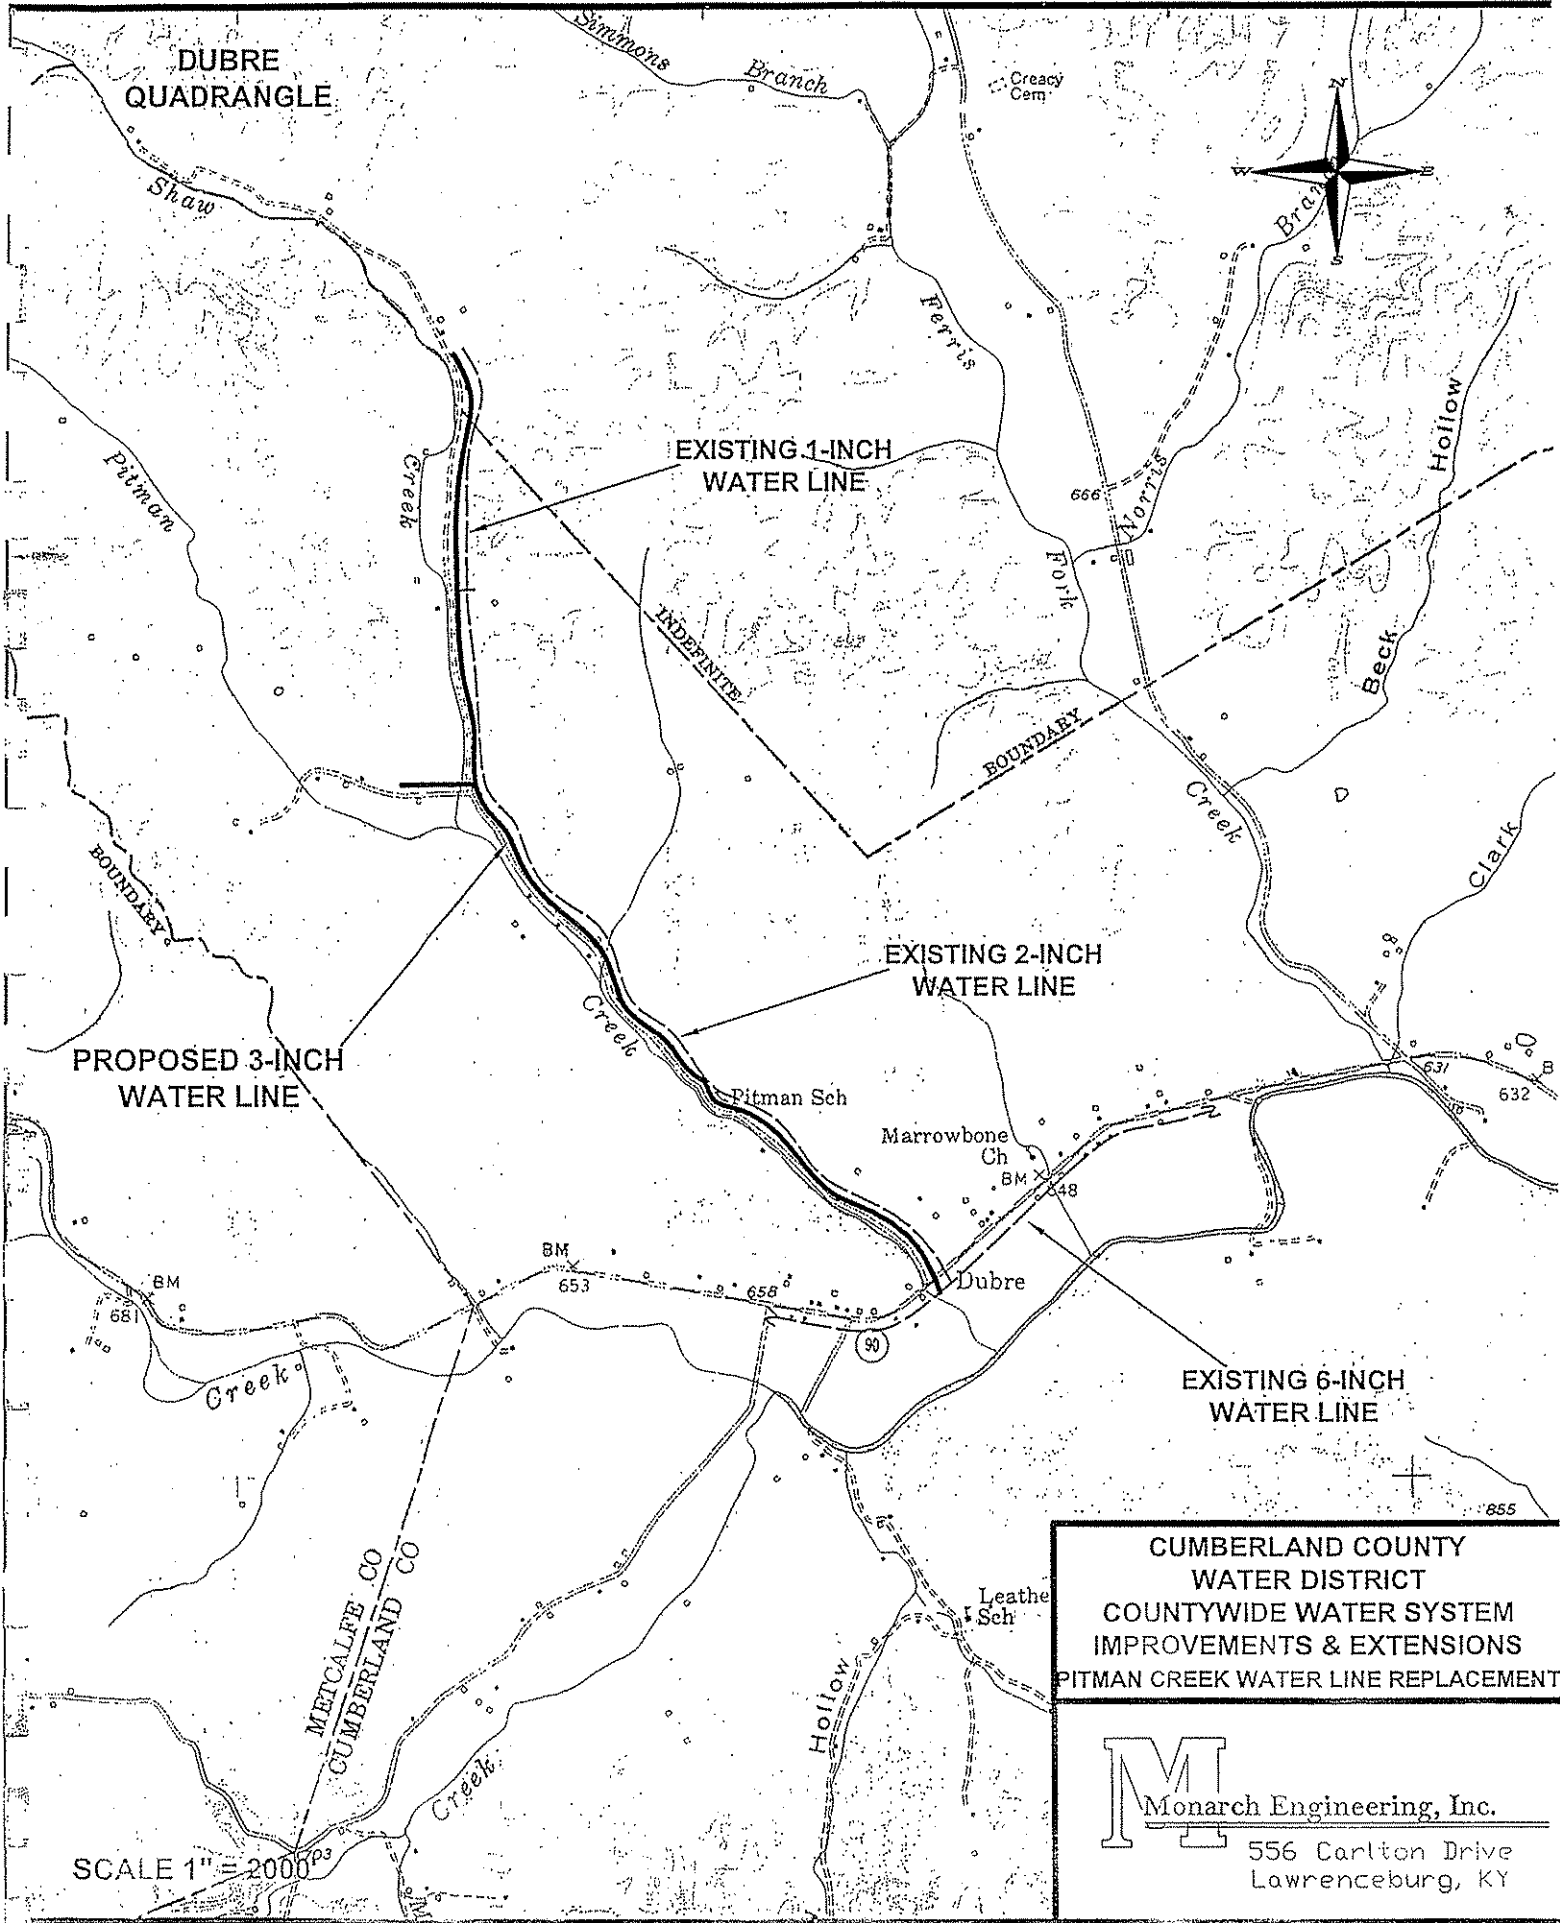 DUBRE
QUADRANGLE
Simmons
Branch
Creacy
Cem
N
W
E
S
Shaw
Bran
Ferris
Hollow
EXISTING 1-INCH
WATER LINE
Pitman
Creek
666
Norris
Fork
INDEFINITE
Beck
BOUNDARY
Creek
BOUNDARY
Clark
EXISTING 2-INCH
WATER LINE
Creek
PROPOSED 3-INCH
WATER LINE
631
B
632
Pitman Sch
Marrowbone
Ch
BM
648
BM
653
BM
681
658
Dubre
90
Creek
EXISTING 6-INCH
WATER LINE
855
METCALFE CO
CUMBERLAND CO
Leathe
Sch
Hollow
Creek
SCALE 1" = 2000'
CUMBERLAND COUNTY
WATER DISTRICT
COUNTYWIDE WATER SYSTEM
IMPROVEMENTS & EXTENSIONS
PITMAN CREEK WATER LINE REPLACEMENT
M
Monarch Engineering, Inc.
556 Carlton Drive
Lawrenceburg, KY